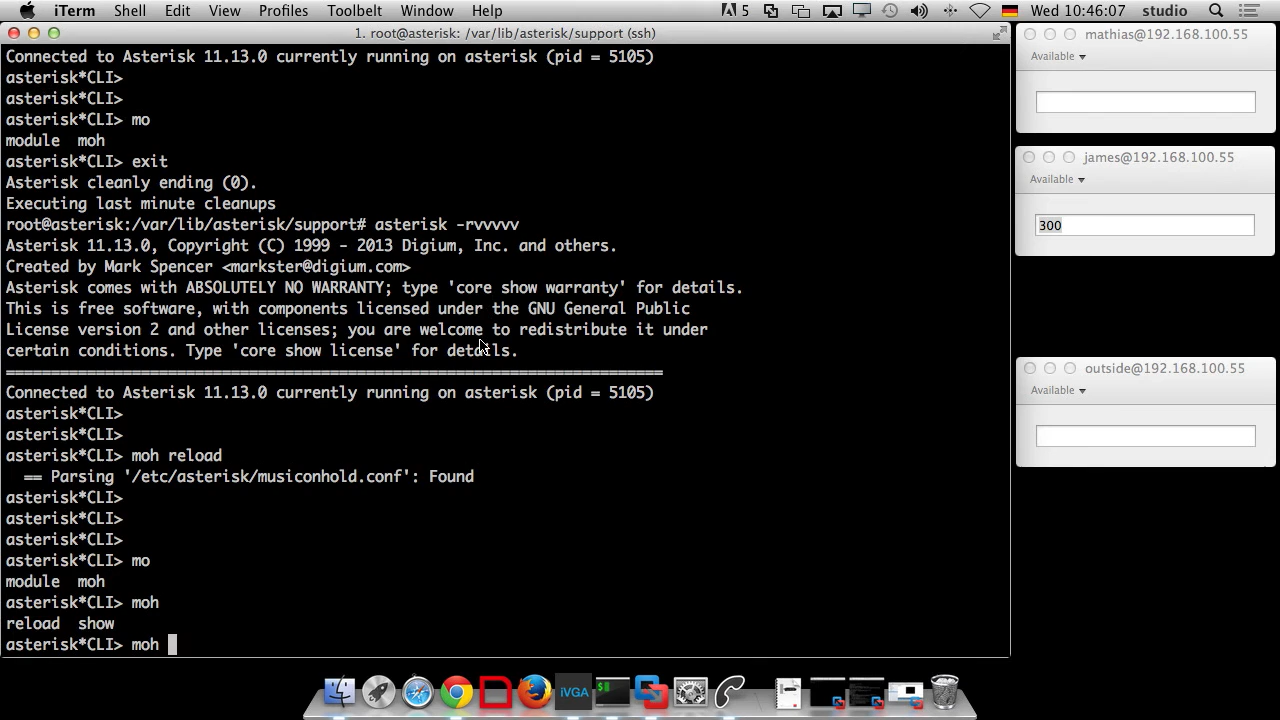 iTerm Shell Edit View Profiles Toolbelt Window Help 5 Wed 10:46:07 studio
1. root@asterisk: /var/lib/asterisk/support (ssh)
Connected to Asterisk 11.13.0 currently running on asterisk (pid = 5105)
asterisk*CLI>
asterisk*CLI>
asterisk*CLI> mo
module moh
asterisk*CLI> exit
Asterisk cleanly ending (0).
Executing last minute cleanups
root@asterisk:/var/lib/asterisk/support# asterisk -rvvvvv
Asterisk 11.13.0, Copyright (C) 1999 - 2013 Digium, Inc. and others.
Created by Mark Spencer <markster@digium.com>
Asterisk comes with ABSOLUTELY NO WARRANTY; type 'core show warranty' for details.
This is free software, with components licensed under the GNU General Public
License version 2 and other licenses; you are welcome to redistribute it under
certain conditions. Type 'core show license' for details.
=========================================================================
Connected to Asterisk 11.13.0 currently running on asterisk (pid = 5105)
asterisk*CLI>
asterisk*CLI>
asterisk*CLI> moh reload
== Parsing '/etc/asterisk/musiconhold.conf': Found
asterisk*CLI>
asterisk*CLI>
asterisk*CLI>
asterisk*CLI> mo
module moh
asterisk*CLI> moh
reload show
asterisk*CLI> moh
mathias@192.168.100.55
Available
james@192.168.100.55
Available
300
outside@192.168.100.55
Available
iVGA